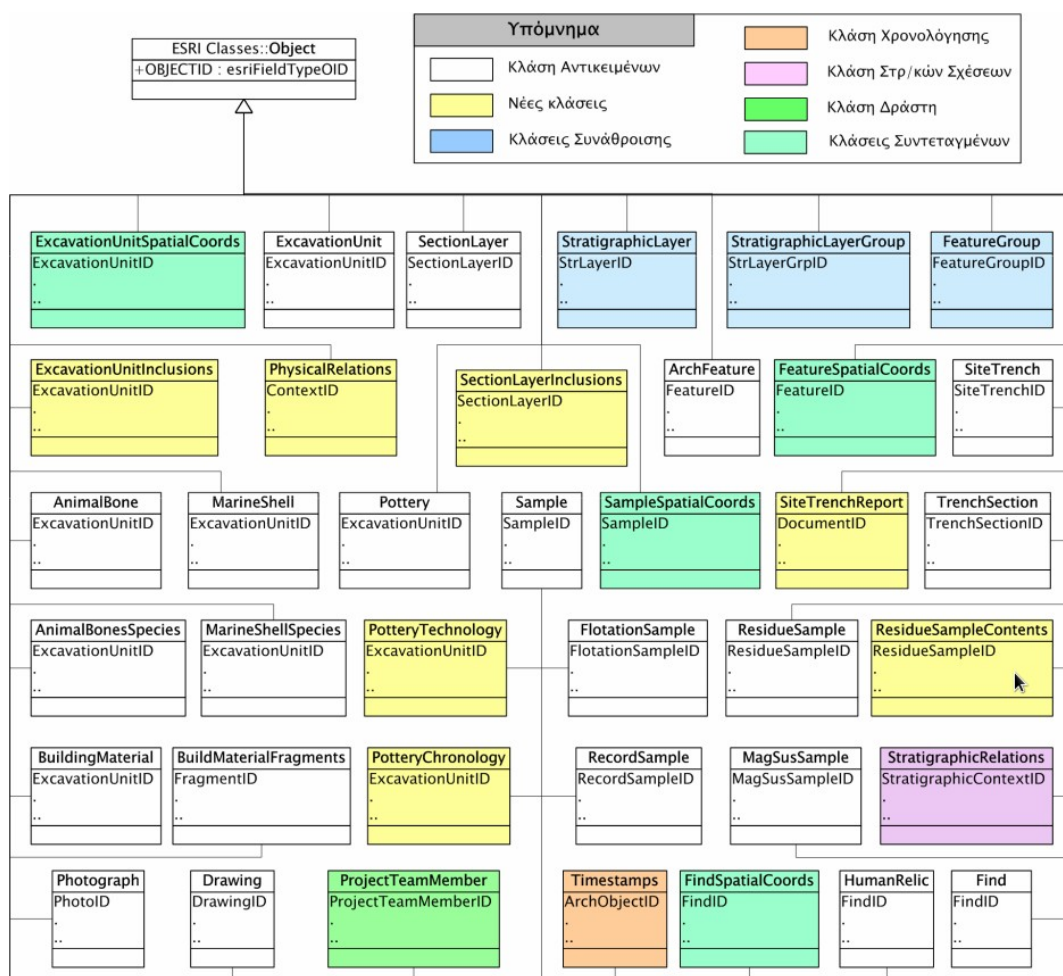 ESRI Classes::Object
+OBJECTID : esriFieldTypeOID
Υπόμνημα
Κλάση Αντικειμένων
Νέες κλάσεις
Κλάσεις Συνάθροισης
Κλάση Χρονολόγησης
Κλάση Στρ/κών Σχέσεων
Κλάση Δράστη
Κλάσεις Συντεταγμένων
ExcavationUnitSpatialCoords
ExcavationUnitID
.
..
ExcavationUnit
ExcavationUnitID
.
..
SectionLayer
SectionLayerID
.
..
StratigraphicLayer
StrLayerID
.
..
StratigraphicLayerGroup
StrLayerGrpID
.
..
FeatureGroup
FeatureGroupID
.
..
ExcavationUnitInclusions
ExcavationUnitID
.
..
PhysicalRelations
ContextID
.
..
SectionLayerInclusions
SectionLayerID
.
..
ArchFeature
FeatureID
.
..
FeatureSpatialCoords
FeatureID
.
..
SiteTrench
SiteTrenchID
.
..
AnimalBone
ExcavationUnitID
.
..
MarineShell
ExcavationUnitID
.
..
Pottery
ExcavationUnitID
.
..
Sample
SampleID
.
..
SampleSpatialCoords
SampleID
.
..
SiteTrenchReport
DocumentID
.
..
TrenchSection
TrenchSectionID
.
..
AnimalBonesSpecies
ExcavationUnitID
.
..
MarineShellSpecies
ExcavationUnitID
.
..
PotteryTechnology
ExcavationUnitID
.
..
FlotationSample
FlotationSampleID
.
..
ResidueSample
ResidueSampleID
.
..
ResidueSampleContents
ResidueSampleID
.
..
BuildingMaterial
ExcavationUnitID
.
..
BuildMaterialFragments
FragmentID
.
..
PotteryChronology
ExcavationUnitID
.
..
RecordSample
RecordSampleID
.
..
MagSusSample
MagSusSampleID
.
..
StratigraphicRelations
StratigraphicContextID
.
..
Photograph
PhotoID
.
..
Drawing
DrawingID
.
..
ProjectTeamMember
ProjectTeamMemberID
.
..
Timestamps
ArchObjectID
.
..
FindSpatialCoords
FindID
.
..
HumanRelic
FindID
.
..
Find
FindID
.
..